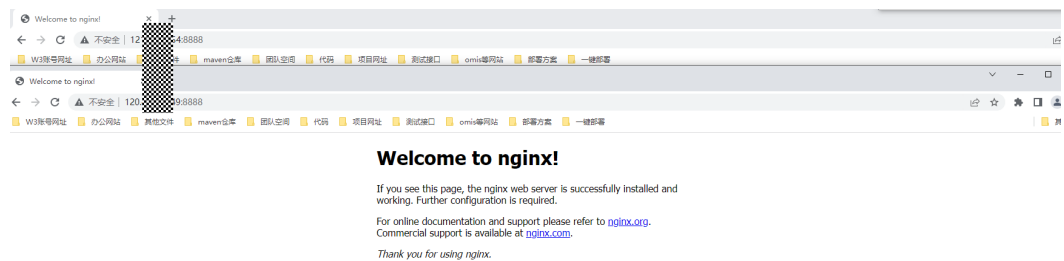 Welcome to nginx!
不安全 12 4:8888
W3账号网址 办公网站 件 maven仓库 团队空间 代码 项目网址 测试接口 omis等网站 部署方案 一键部署
Welcome to nginx!
不安全 120. 9:8888
W3账号网址 办公网站 其他文件 maven仓库 团队空间 代码 项目网址 测试接口 omis等网站 部署方案 一键部署 其
Welcome to nginx!
If you see this page, the nginx web server is successfully installed and
working. Further configuration is required.
For online documentation and support please refer to nginx.org.
Commercial support is available at nginx.com.
Thank you for using nginx.